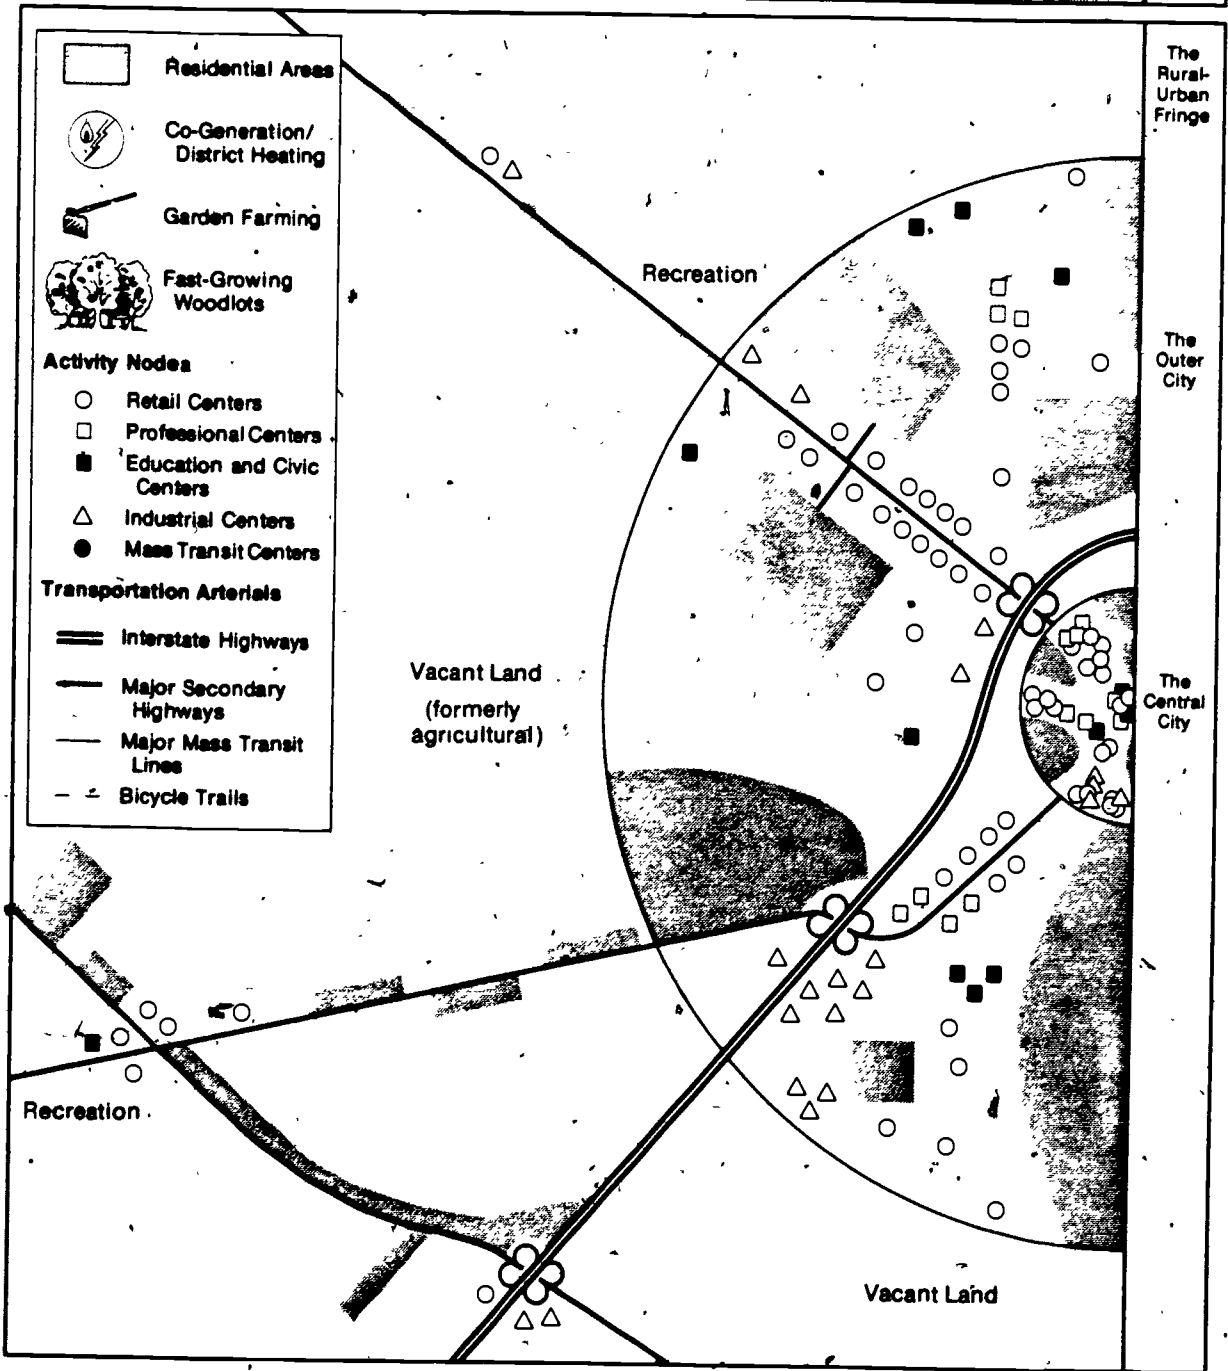 Residential Areas
Co-Generation/
District Heating
Garden Farming
Fast-Growing
Woodlots
Activity Nodes
Retail Centers
Professional Centers
Education and Civic
Centers
Industrial Centers
Mass Transit Centers
Transportation Arterials
Interstate Highways
Major Secondary
Highways
Major Mass Transit
Lines
Bicycle Trails
Recreation
Vacant Land
(formerly
agricultural)
Recreation
Vacant Land
The
Rural-
Urban
Fringe
The
Outer
City
The
Central
City